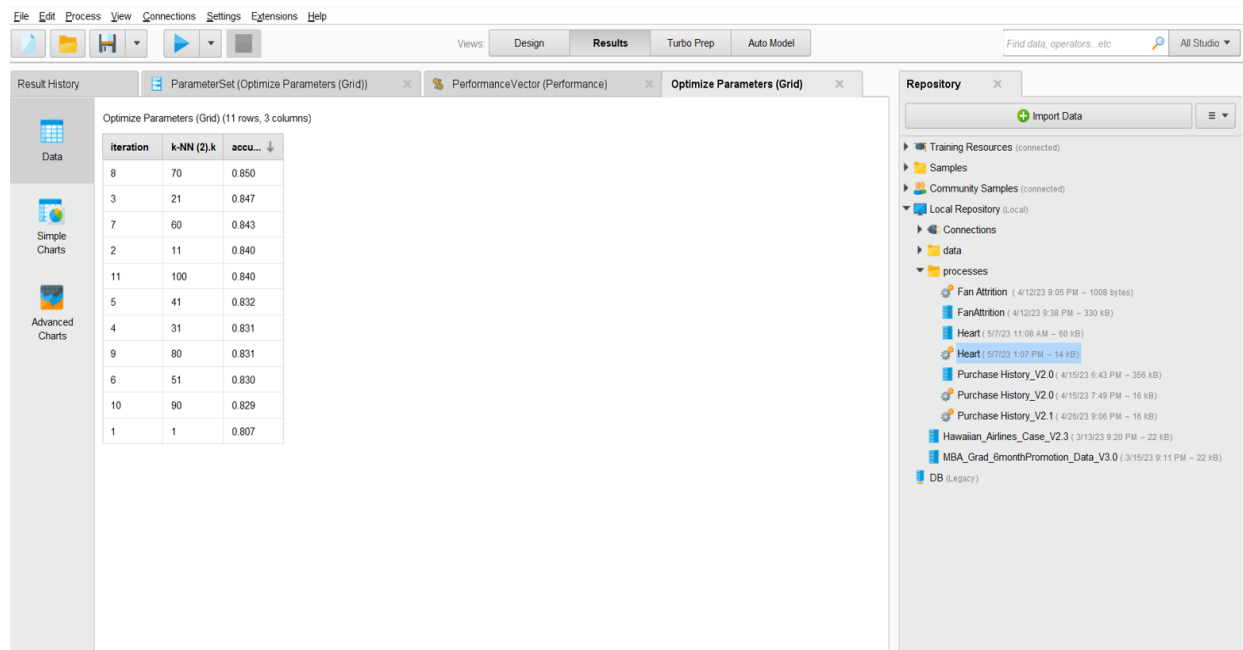 File Edit Process View Connections Settings Extensions Help
Views: Design Results Turbo Prep Auto Model
Find data, operators...etc
All Studio ▼
Result History
ParameterSet (Optimize Parameters (Grid))
PerformanceVector (Performance)
Optimize Parameters (Grid)
Data
Simple
Charts
Advanced
Charts
Optimize Parameters (Grid) (11 rows, 3 columns)
iteration k-NN (2).k accu... ↓
8 70 0.850
3 21 0.847
7 60 0.843
2 11 0.840
11 100 0.840
5 41 0.832
4 31 0.831
9 80 0.831
6 51 0.830
10 90 0.829
1 1 0.807
Repository
Import Data
Training Resources (connected)
Samples
Community Samples (connected)
Local Repository (Local)
Connections
data
processes
Fan Attrition ( 4/12/23 9:05 PM – 1008 bytes)
FanAttrition ( 4/12/23 9:38 PM – 330 kB)
Heart ( 5/7/23 11:08 AM – 60 kB)
Heart ( 5/7/23 1:07 PM – 14 kB)
Purchase History_V2.0 ( 4/15/23 6:43 PM – 356 kB)
Purchase History_V2.0 ( 4/15/23 7:49 PM – 16 kB)
Purchase History_V2.1 ( 4/26/23 9:06 PM – 16 kB)
Hawaiian_Airlines_Case_V2.3 ( 3/13/23 9:20 PM – 22 kB)
MBA_Grad_6monthPromotion_Data_V3.0 ( 3/15/23 9:11 PM – 22 kB)
DB (Legacy)